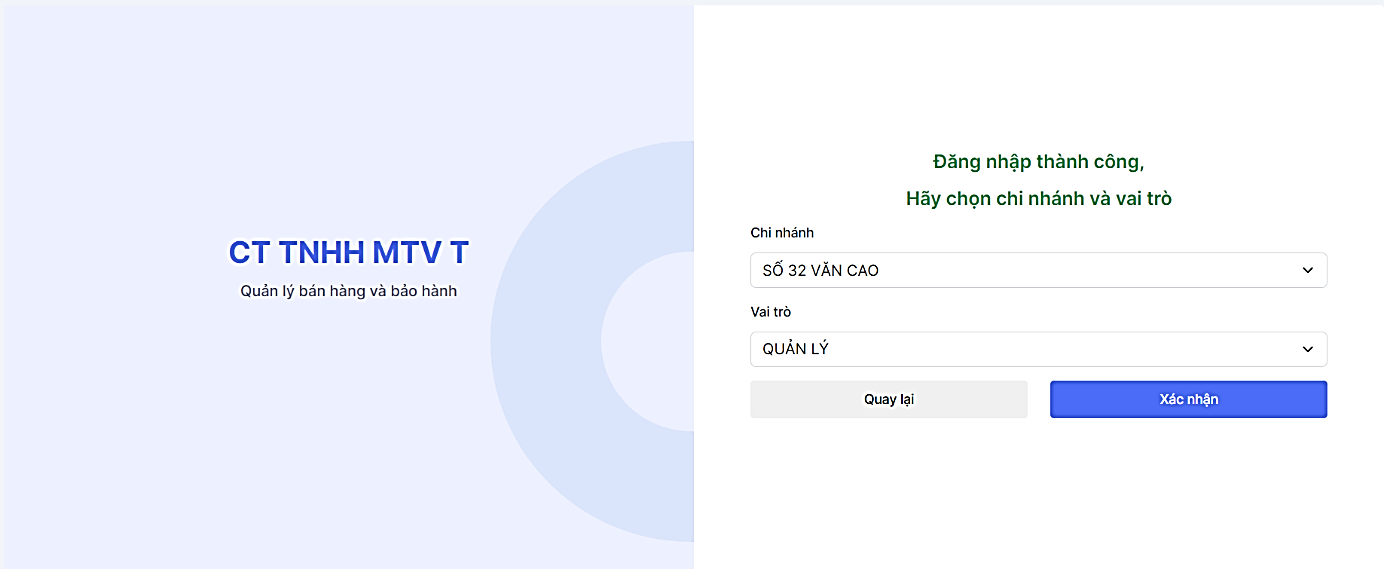 CT TNHH MTV T
Quản lý bán hàng và bảo hành
Đăng nhập thành công,
Hãy chọn chi nhánh và vai trò
Chi nhánh
SỐ 32 VĂN CAO
Vai trò
QUẢN LÝ
Quay lại
Xác nhận